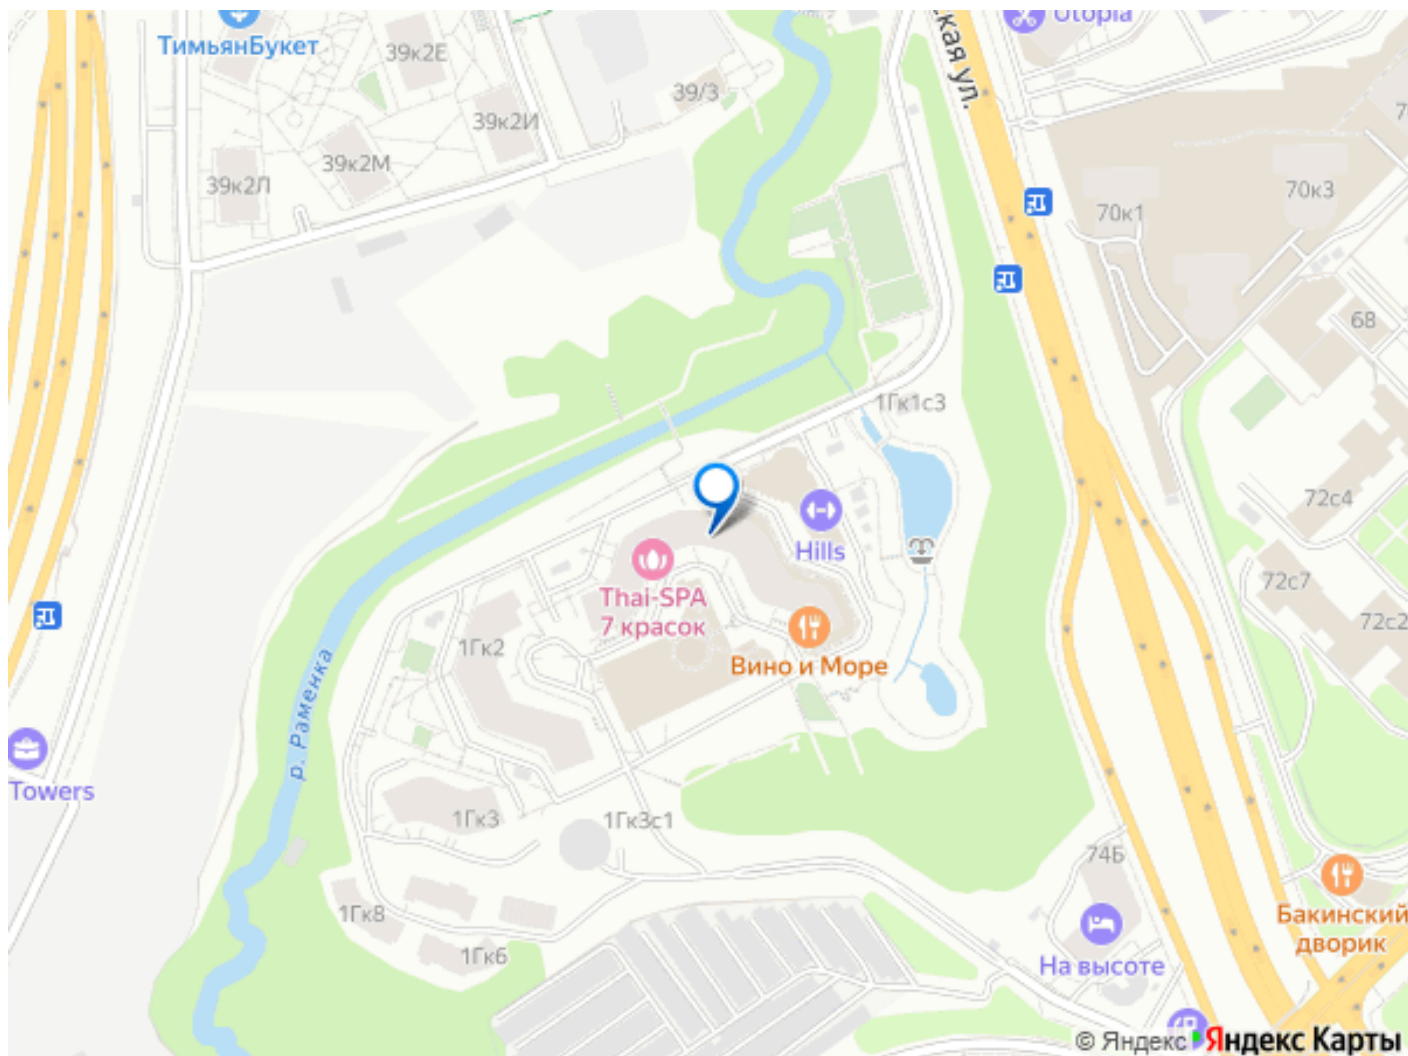 ТимьянБукет
39к2Е
39/3
39к2И
39к2М
39к2Л
ская ул.
Utopia
70к1
70к3
68
1Гк1с3
72с4
72с7
72с2
Hills
Thai-SPA
7 красок
Вино и Море
1Гк2
р. Раменка
Towers
1Гк3
1Гк3с1
1Гк8
1Гк6
74Б
На высоте
Бакинский
дворик
© Яндекс Яндекс Карты